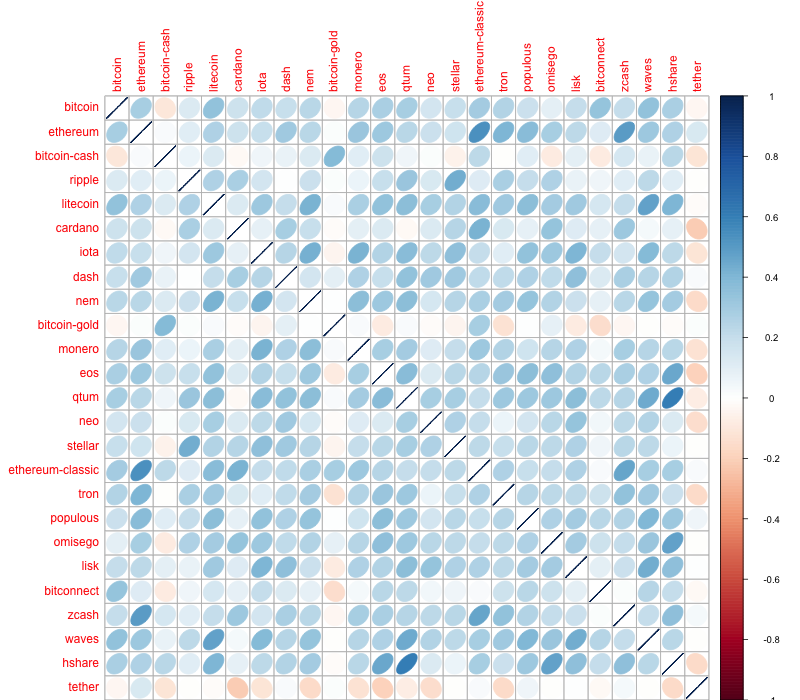 bitcoin
ethereum
bitcoin-cash
ripple
litecoin
cardano
iota
dash
nem
bitcoin-gold
monero
eos
qtum
neo
stellar
ethereum-classic
tron
populous
omisego
lisk
bitconnect
zcash
waves
hshare
tether
bitcoin
ethereum
bitcoin-cash
ripple
litecoin
cardano
iota
dash
nem
bitcoin-gold
monero
eos
qtum
neo
stellar
ethereum-classic
tron
populous
omisego
lisk
bitconnect
zcash
waves
hshare
tether
1
0.8
0.6
0.4
0.2
0
-0.2
-0.4
-0.6
-0.8